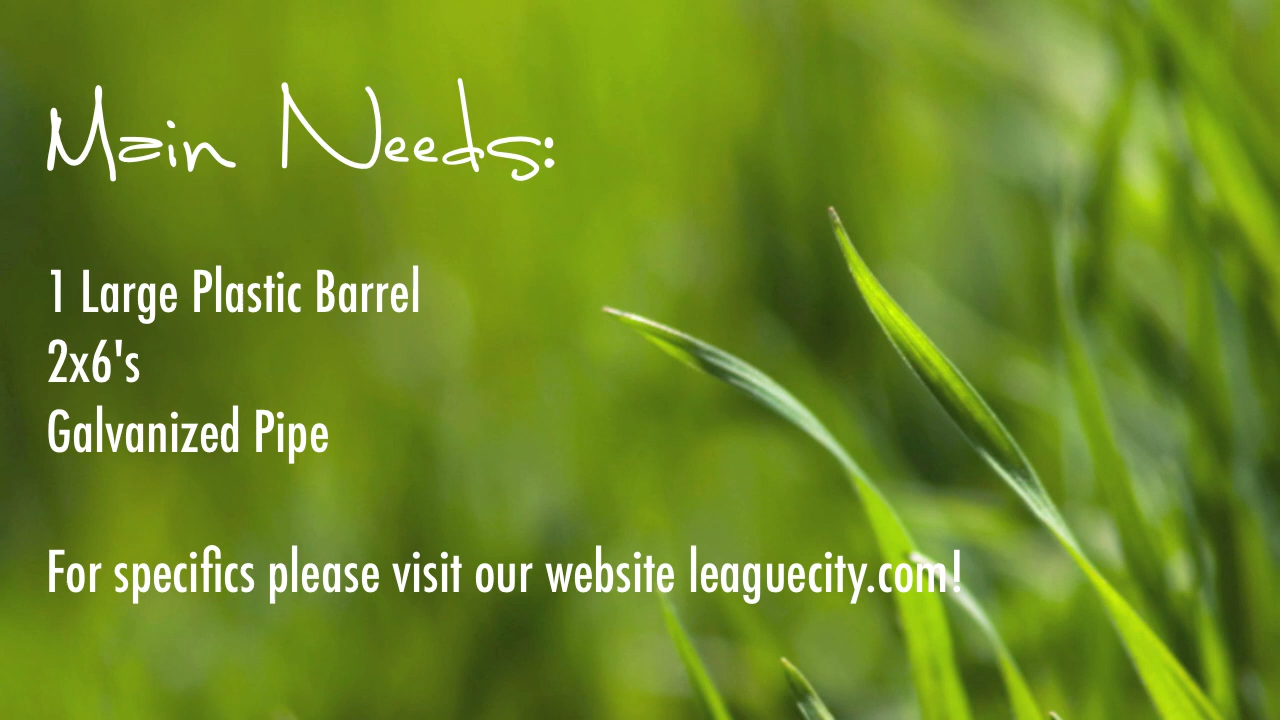 Main Needs:
1 Large Plastic Barrel
2x6's
Galvanized Pipe
For specifics please visit our website leaguecity.com!